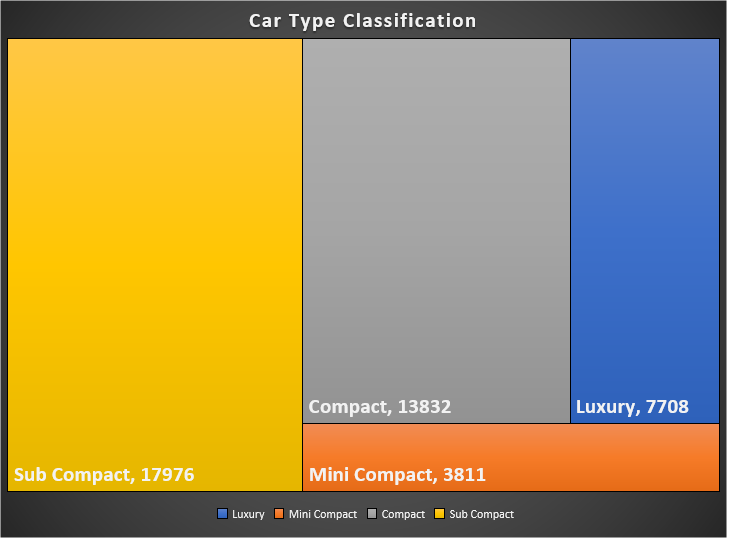 Car Type Classification
Compact, 13832
Luxury, 7708
Sub Compact, 17976
Mini Compact, 3811
Luxury Mini Compact Compact Sub Compact